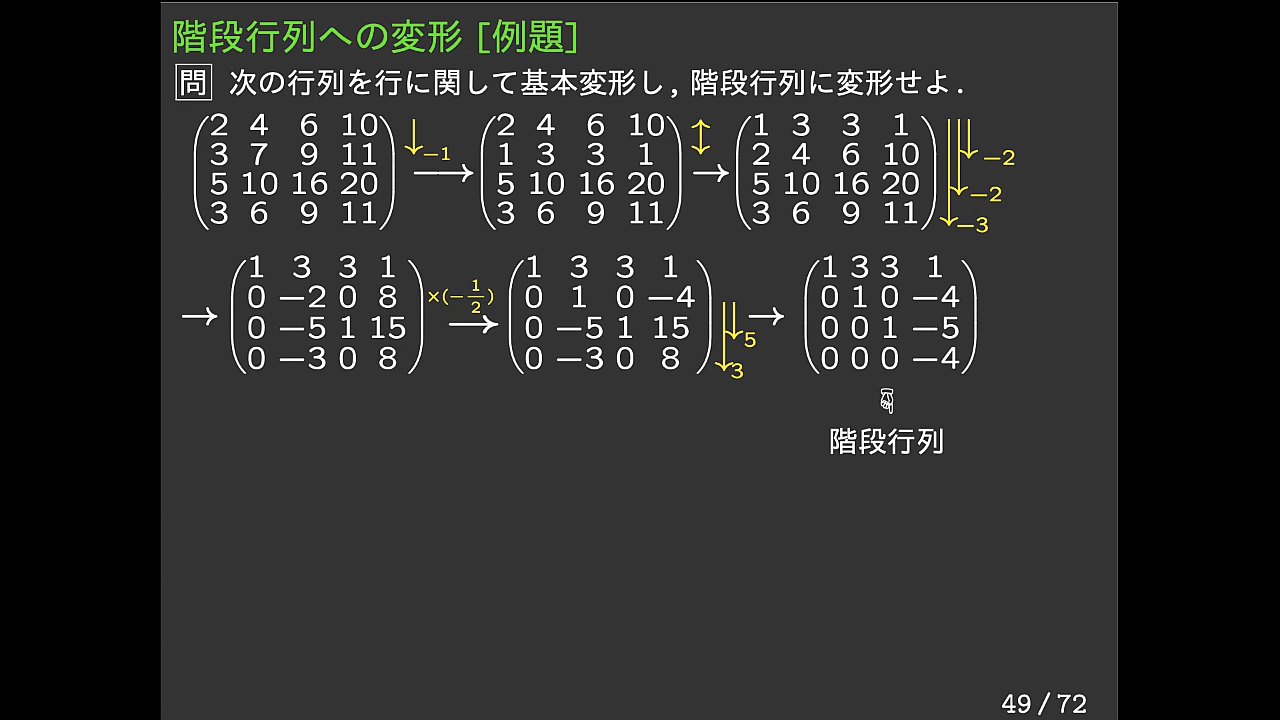 階段行列への変形 [例題]
問 次の行列を行に関して基本変形し, 階段行列に変形せよ.
2 4 6 10 1 2 4 6 10 1 3 3 1
3 7 9 11 −1 1 3 3 1 2 4 6 10 −2
5 10 16 20 → 5 10 16 20 → 5 10 16 20 −2
3 6 9 11 3 6 9 11 3 6 9 11 −3
1 3 3 1 1 3 3 1 1 3 3 1
0 −2 0 8 ×(−1/2) 0 1 0 −4 0 1 0 −4
→ 0 −5 1 15 → 0 −5 1 15 5 → 0 0 1 −5
0 −3 0 8 0 −3 0 8 3 0 0 0 −4
階段行列
49 / 72